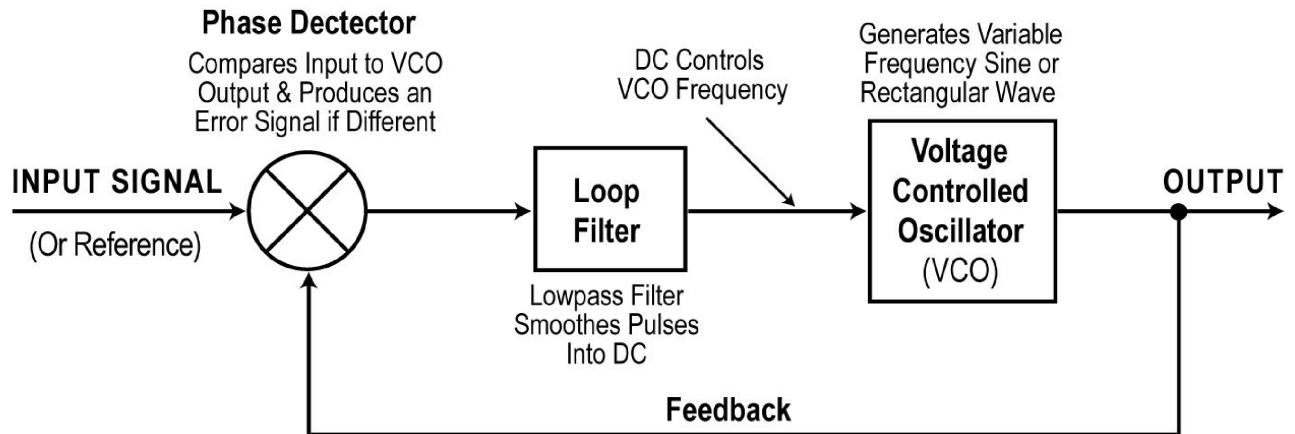 Phase Dectector
Compares Input to VCO
Output & Produces an
Error Signal if Different
INPUT SIGNAL
(Or Reference)
Loop
Filter
Lowpass Filter
Smoothes Pulses
Into DC
DC Controls
VCO Frequency
Generates Variable
Frequency Sine or
Rectangular Wave
Voltage
Controlled
Oscillator
(VCO)
OUTPUT
Feedback